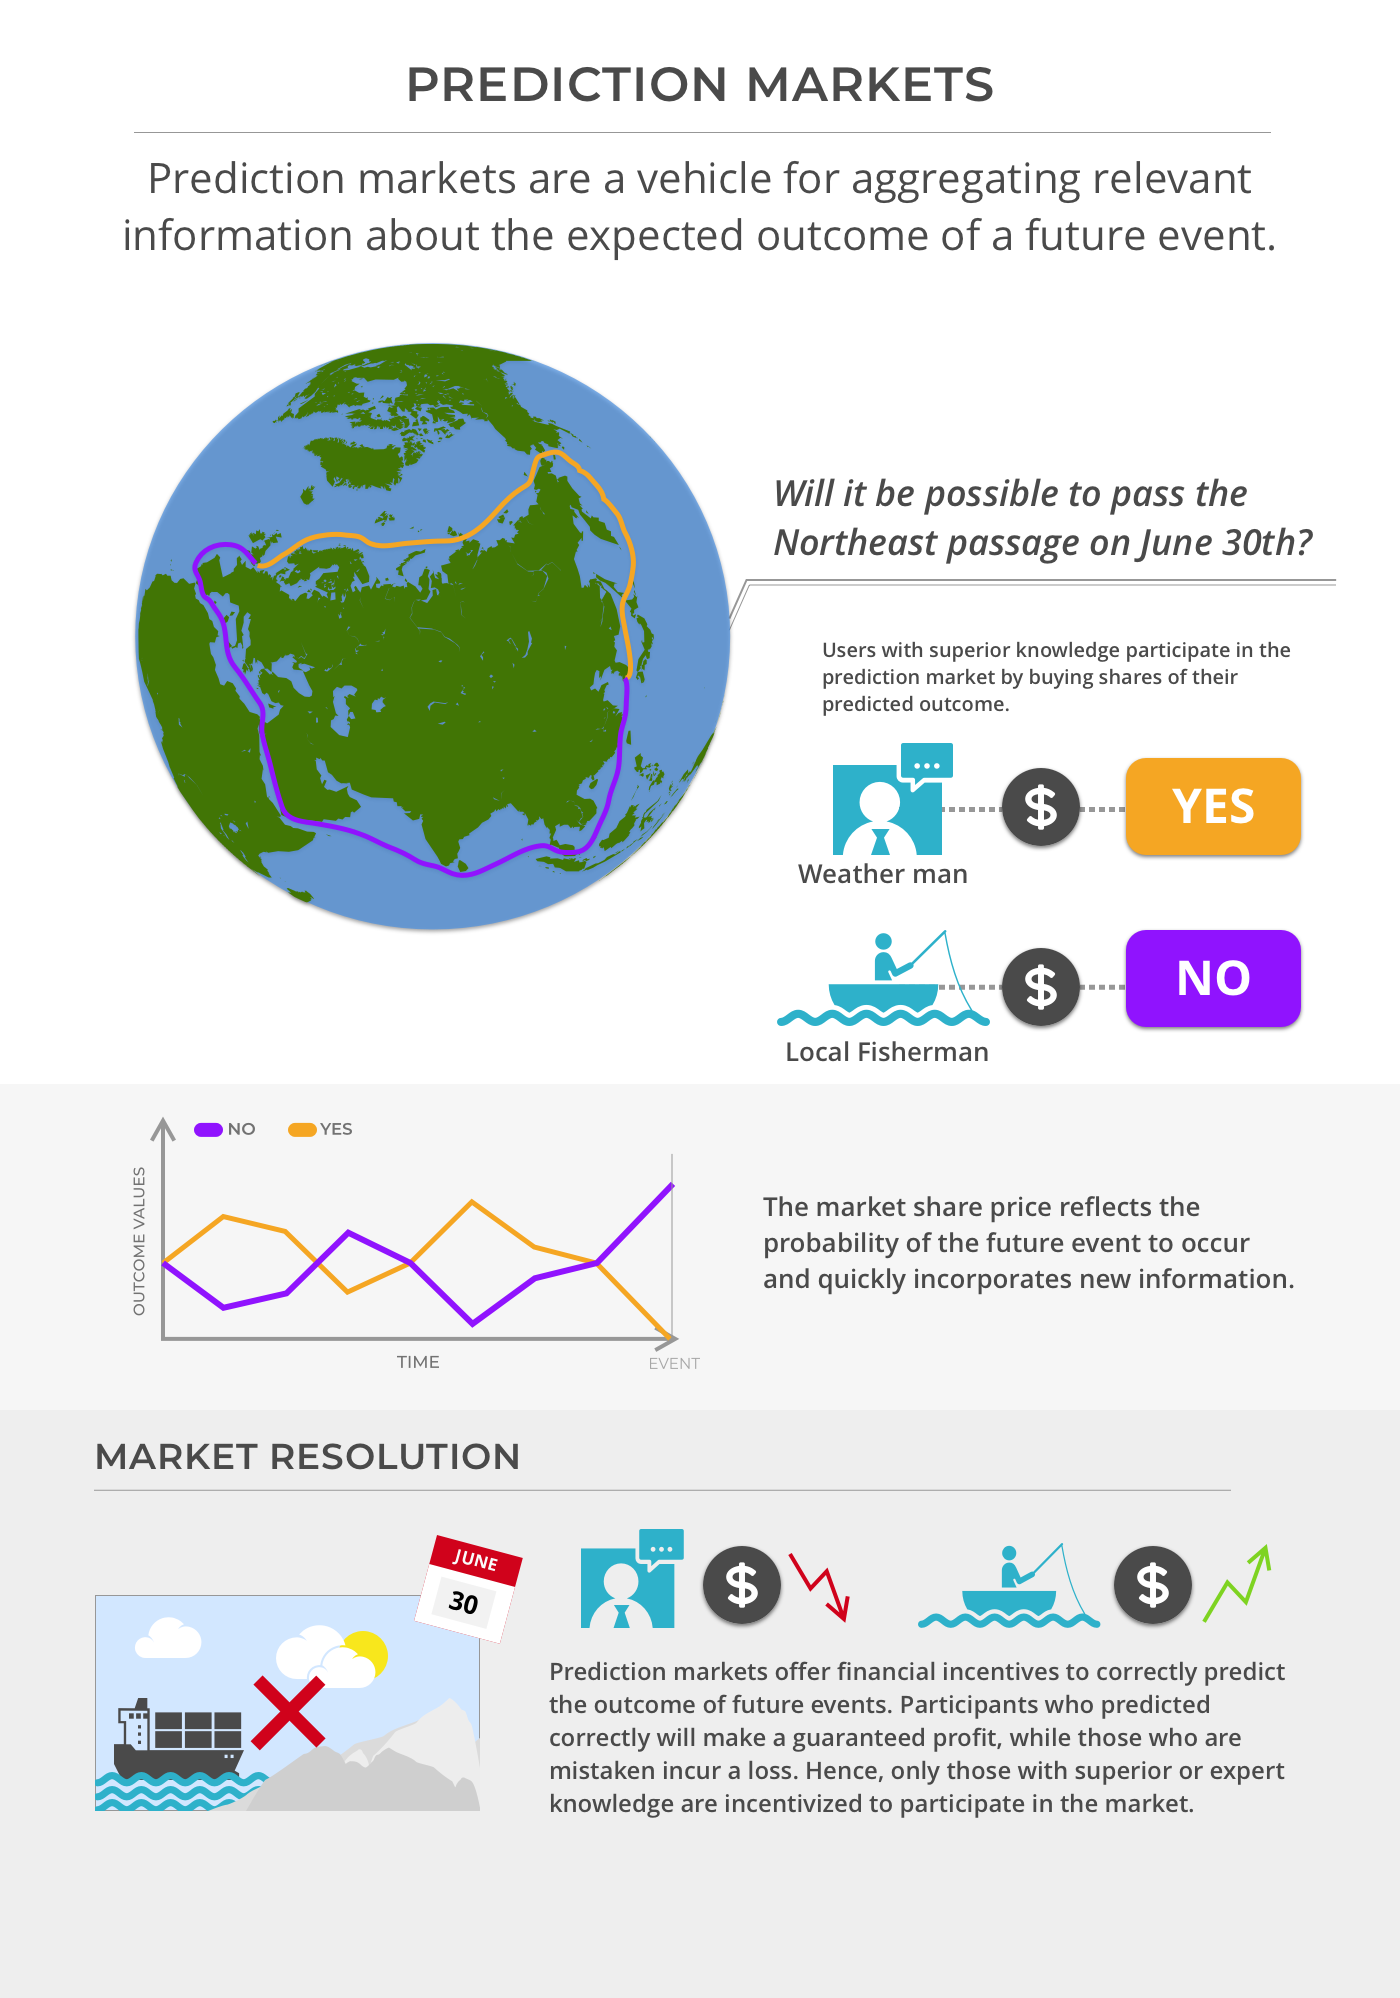 PREDICTION MARKETS
Prediction markets are a vehicle for aggregating relevant
information about the expected outcome of a future event.
Will it be possible to pass the
Northeast passage on June 30th?
Users with superior knowledge participate in the
prediction market by buying shares of their
predicted outcome.
$
YES
Weather man
$
NO
Local Fisherman
NO
YES
OUTCOME VALUES
TIME
EVENT
The market share price reflects the
probability of the future event to occur
and quickly incorporates new information.
MARKET RESOLUTION
JUNE
30
$
$
Prediction markets offer financial incentives to correctly predict
the outcome of future events. Participants who predicted
correctly will make a guaranteed profit, while those who are
mistaken incur a loss. Hence, only those with superior or expert
knowledge are incentivized to participate in the market.